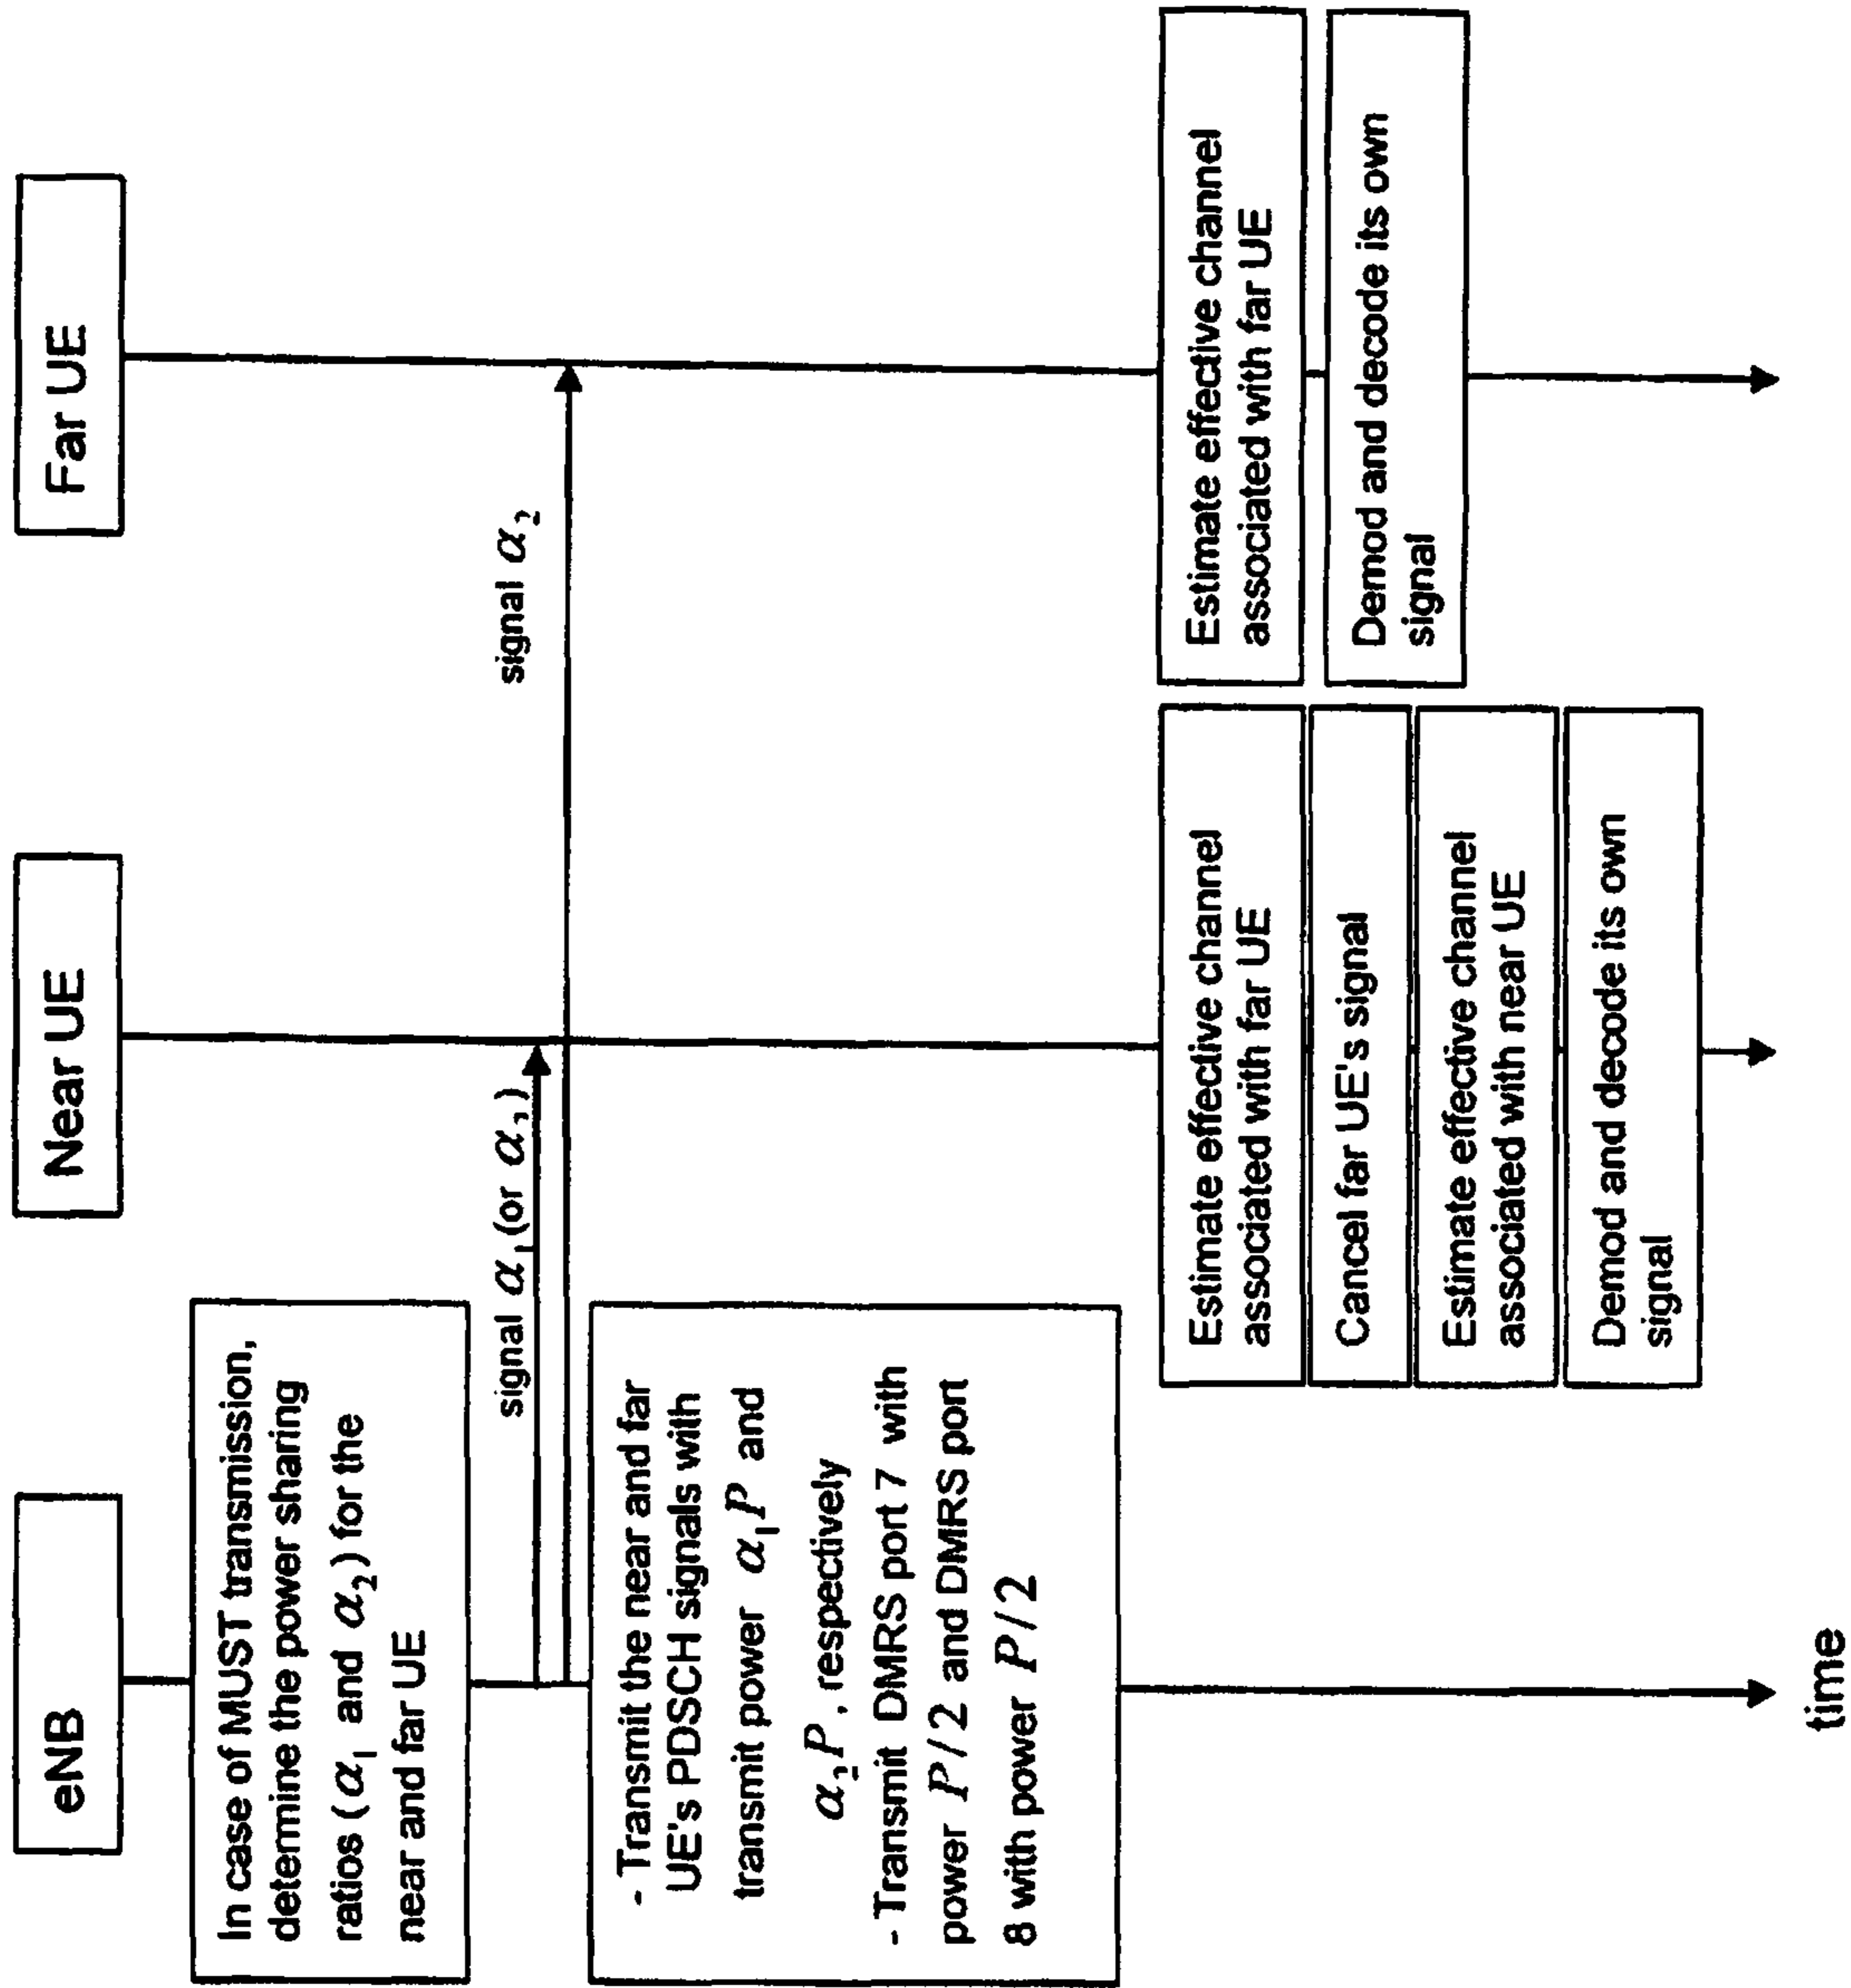 eNB
Near UE
Far UE
In case of MUST transmission,
determine the power sharing
ratios (α₁ and α₂) for the
near and far UE
signal α₁ (or α₂)
signal α₂
- Transmit the near and far
UE's PDSCH signals with
transmit power α₁P and
α₂P, respectively
- Transmit DMRS port 7 with
power P/2 and DMRS port
8 with power P/2
Estimate effective channel
associated with far UE
Cancel far UE's signal
Estimate effective channel
associated with near UE
Demod and decode its own
signal
Estimate effective channel
associated with far UE
Demod and decode its own
signal
time